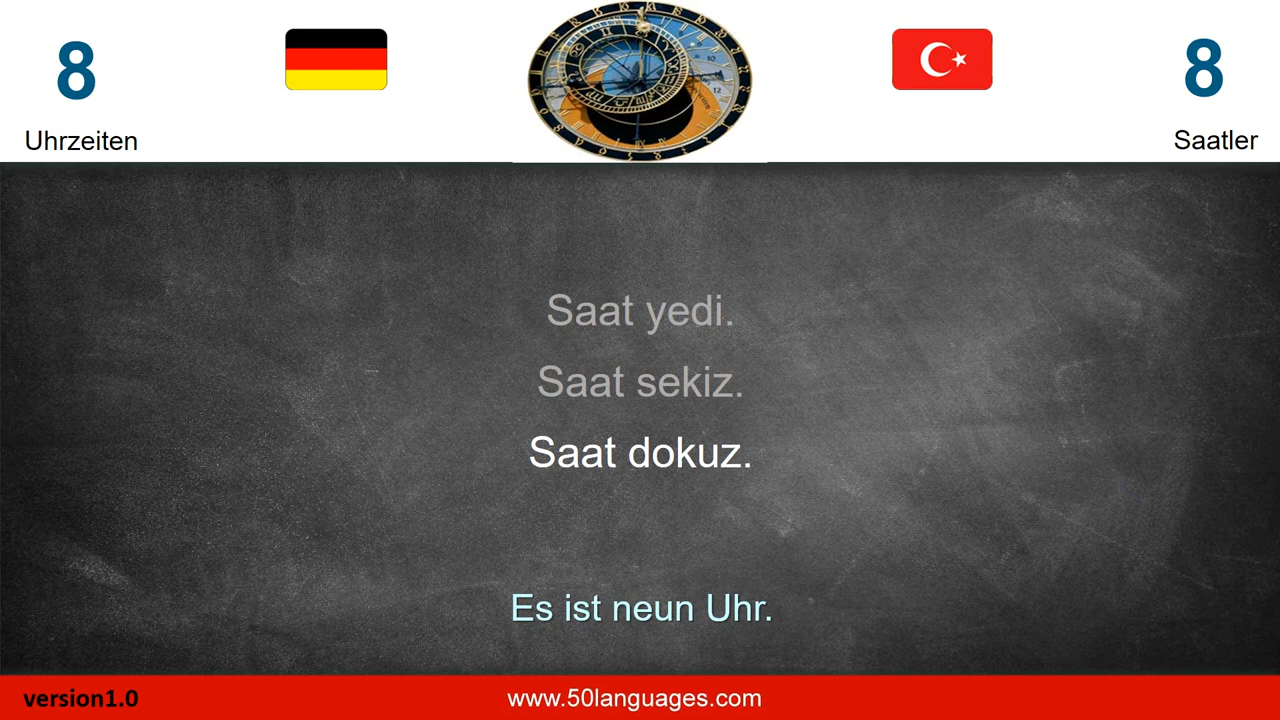 8
8
Uhrzeiten
Saatler
Saat yedi.
Saat sekiz.
Saat dokuz.
Es ist neun Uhr.
version1.0
www.50languages.com